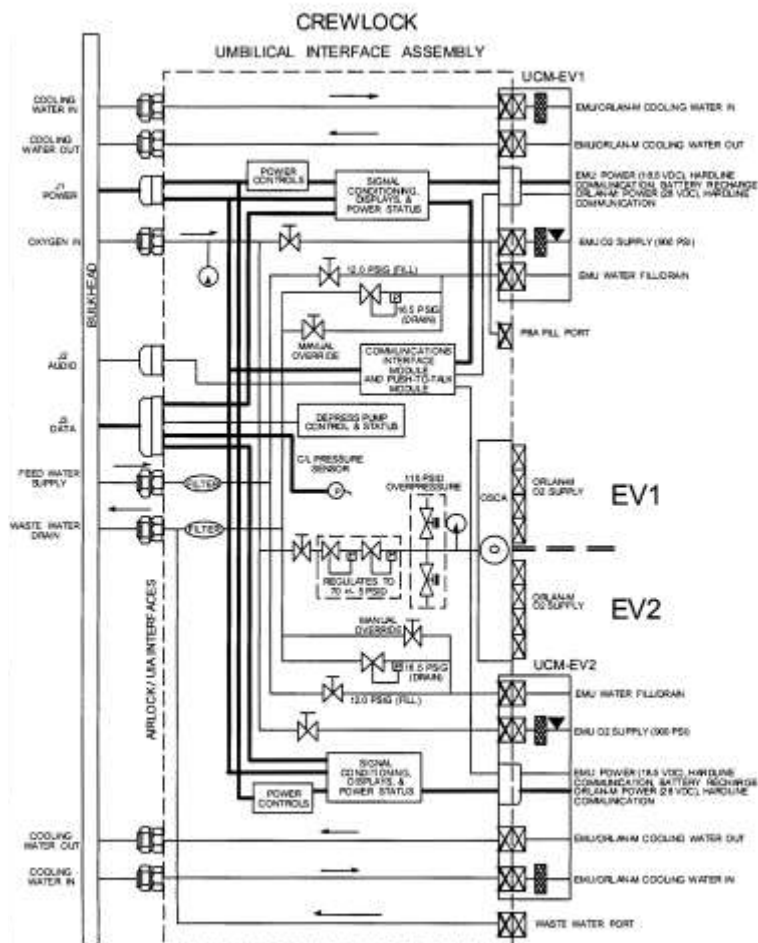 CREWLOCK
UMBILICAL INTERFACE ASSEMBLY
UCM-EV1
COOLING
WATER IN
EMU/ORLAN-M COOLING WATER IN
COOLING
WATER OUT
EMU/ORLAN-M COOLING WATER OUT
POWER
CONTROLS
SIGNAL
CONDITIONING,
DISPLAYS, &
POWER STATUS
J1
POWER
EMU: POWER (18.5 VDC), HARDLINE
COMMUNICATION, BATTERY RECHARGE
ORLAN-M: POWER (28 VDC), HARDLINE
COMMUNICATION
OXYGEN IN
EMU O2 SUPPLY (900 PSI)
12.0 PSIG (FILL)
EMU WATER FILL/DRAIN
BULKHEAD
P
16.5 PSIG
(DRAIN)
MANUAL
OVERRIDE
PBA FILL PORT
J2
AUDIO
COMMUNICATIONS
INTERFACE
MODULE
AND PUSH-TO-TALK
MODULE
J3
DATA
DEPRESS PUMP
CONTROL & STATUS
C/L PRESSURE
SENSOR
P
FEED WATER
SUPPLY
FILTER
OVERPRESSURE
OSCA
ORLAN-M
O2 SUPPLY
EV1
WASTE WATER
DRAIN
FILTER
REGULATES TO
70 +/- 5 PSID
ORLAN-M
O2 SUPPLY
EV2
AIRLOCK/ UIA INTERFACES
MANUAL
OVERRIDE
P
16.5 PSIG
(DRAIN)
UCM-EV2
12.0 PSIG (FILL)
EMU WATER FILL/DRAIN
EMU O2 SUPPLY (900 PSI)
SIGNAL
CONDITIONING,
DISPLAYS, &
POWER STATUS
POWER
CONTROLS
EMU: POWER (18.5 VDC), HARDLINE
COMMUNICATION, BATTERY RECHARGE
ORLAN-M: POWER (28 VDC), HARDLINE
COMMUNICATION
COOLING
WATER OUT
EMU/ORLAN-M COOLING WATER OUT
COOLING
WATER IN
EMU/ORLAN-M COOLING WATER IN
WASTE WATER PORT